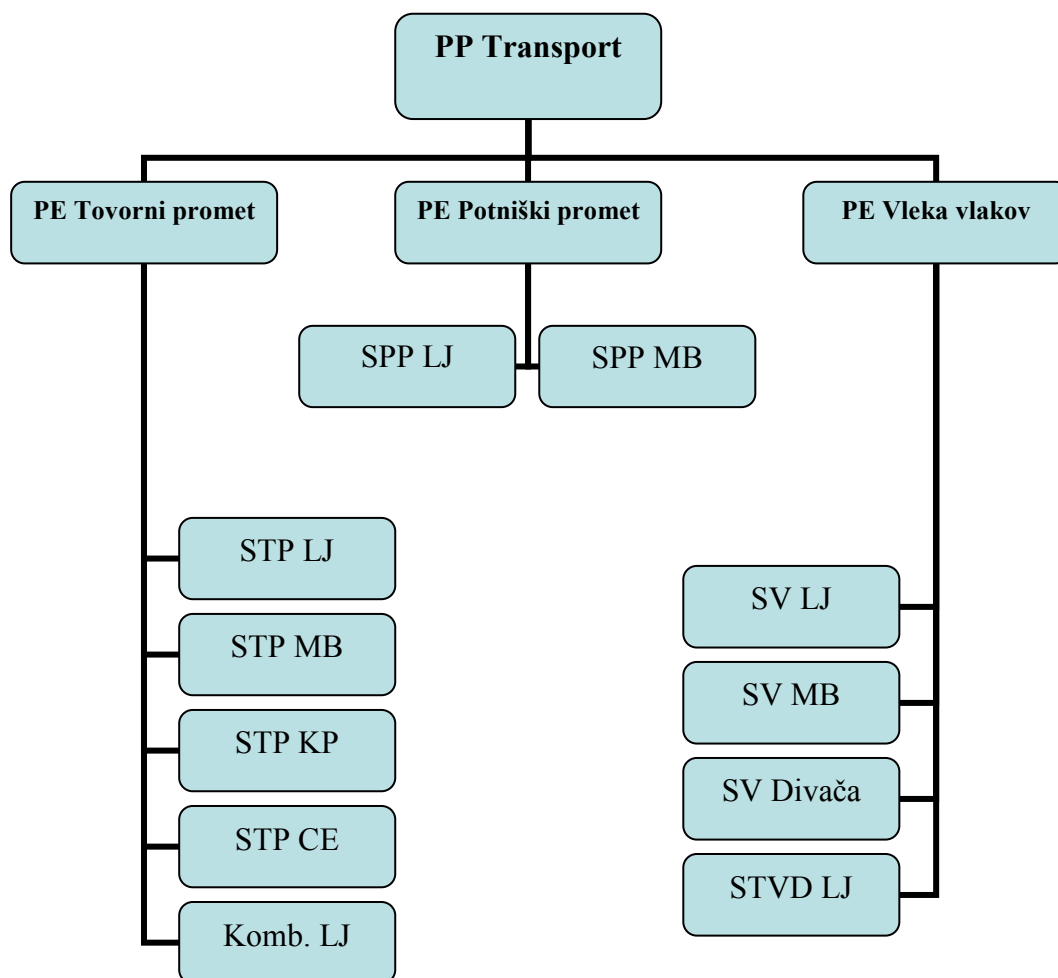 PP Transport
PE Tovorni promet
PE Potniški promet
PE Vleka vlakov
SPP LJ
SPP MB
STP LJ
STP MB
STP KP
STP CE
Komb. LJ
SV LJ
SV MB
SV Divača
STVD LJ